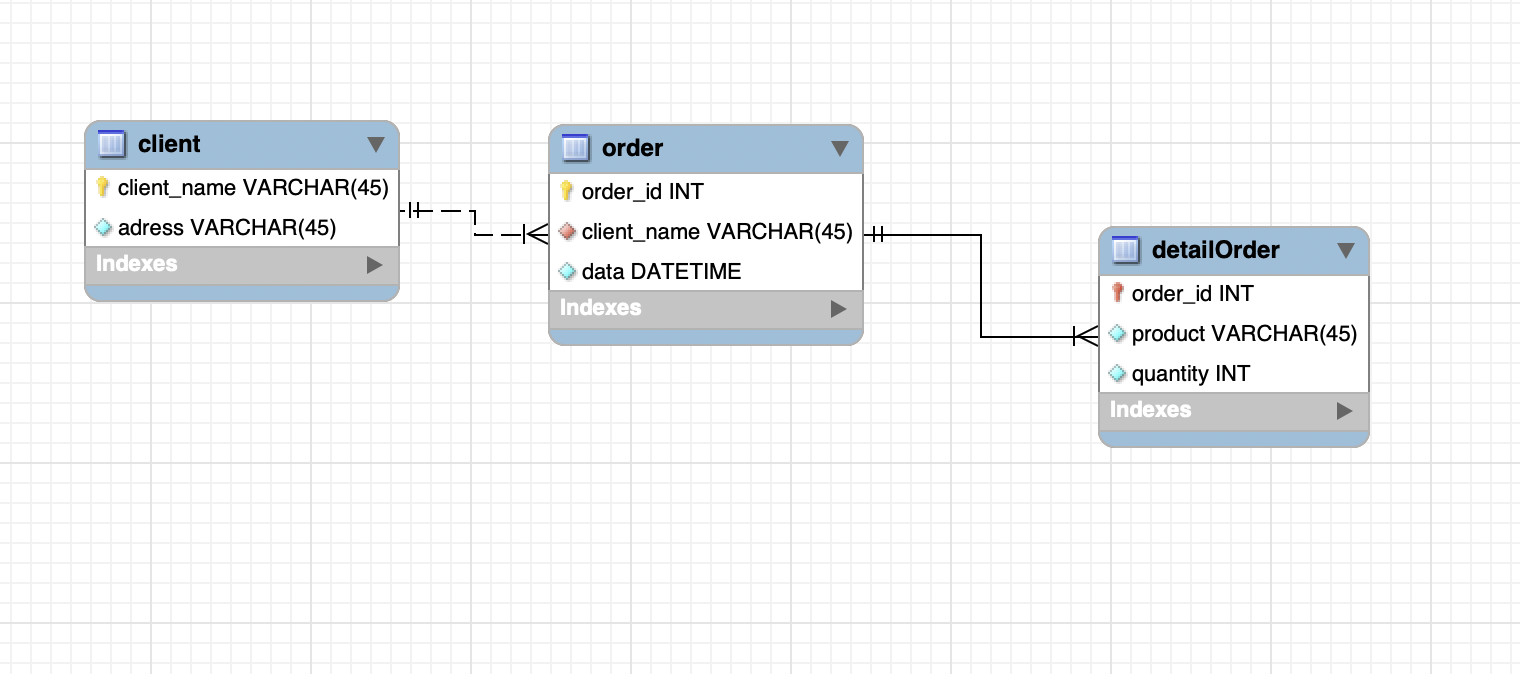 client
client_name VARCHAR(45)
adress VARCHAR(45)
Indexes
order
order_id INT
client_name VARCHAR(45)
data DATETIME
Indexes
detailOrder
order_id INT
product VARCHAR(45)
quantity INT
Indexes